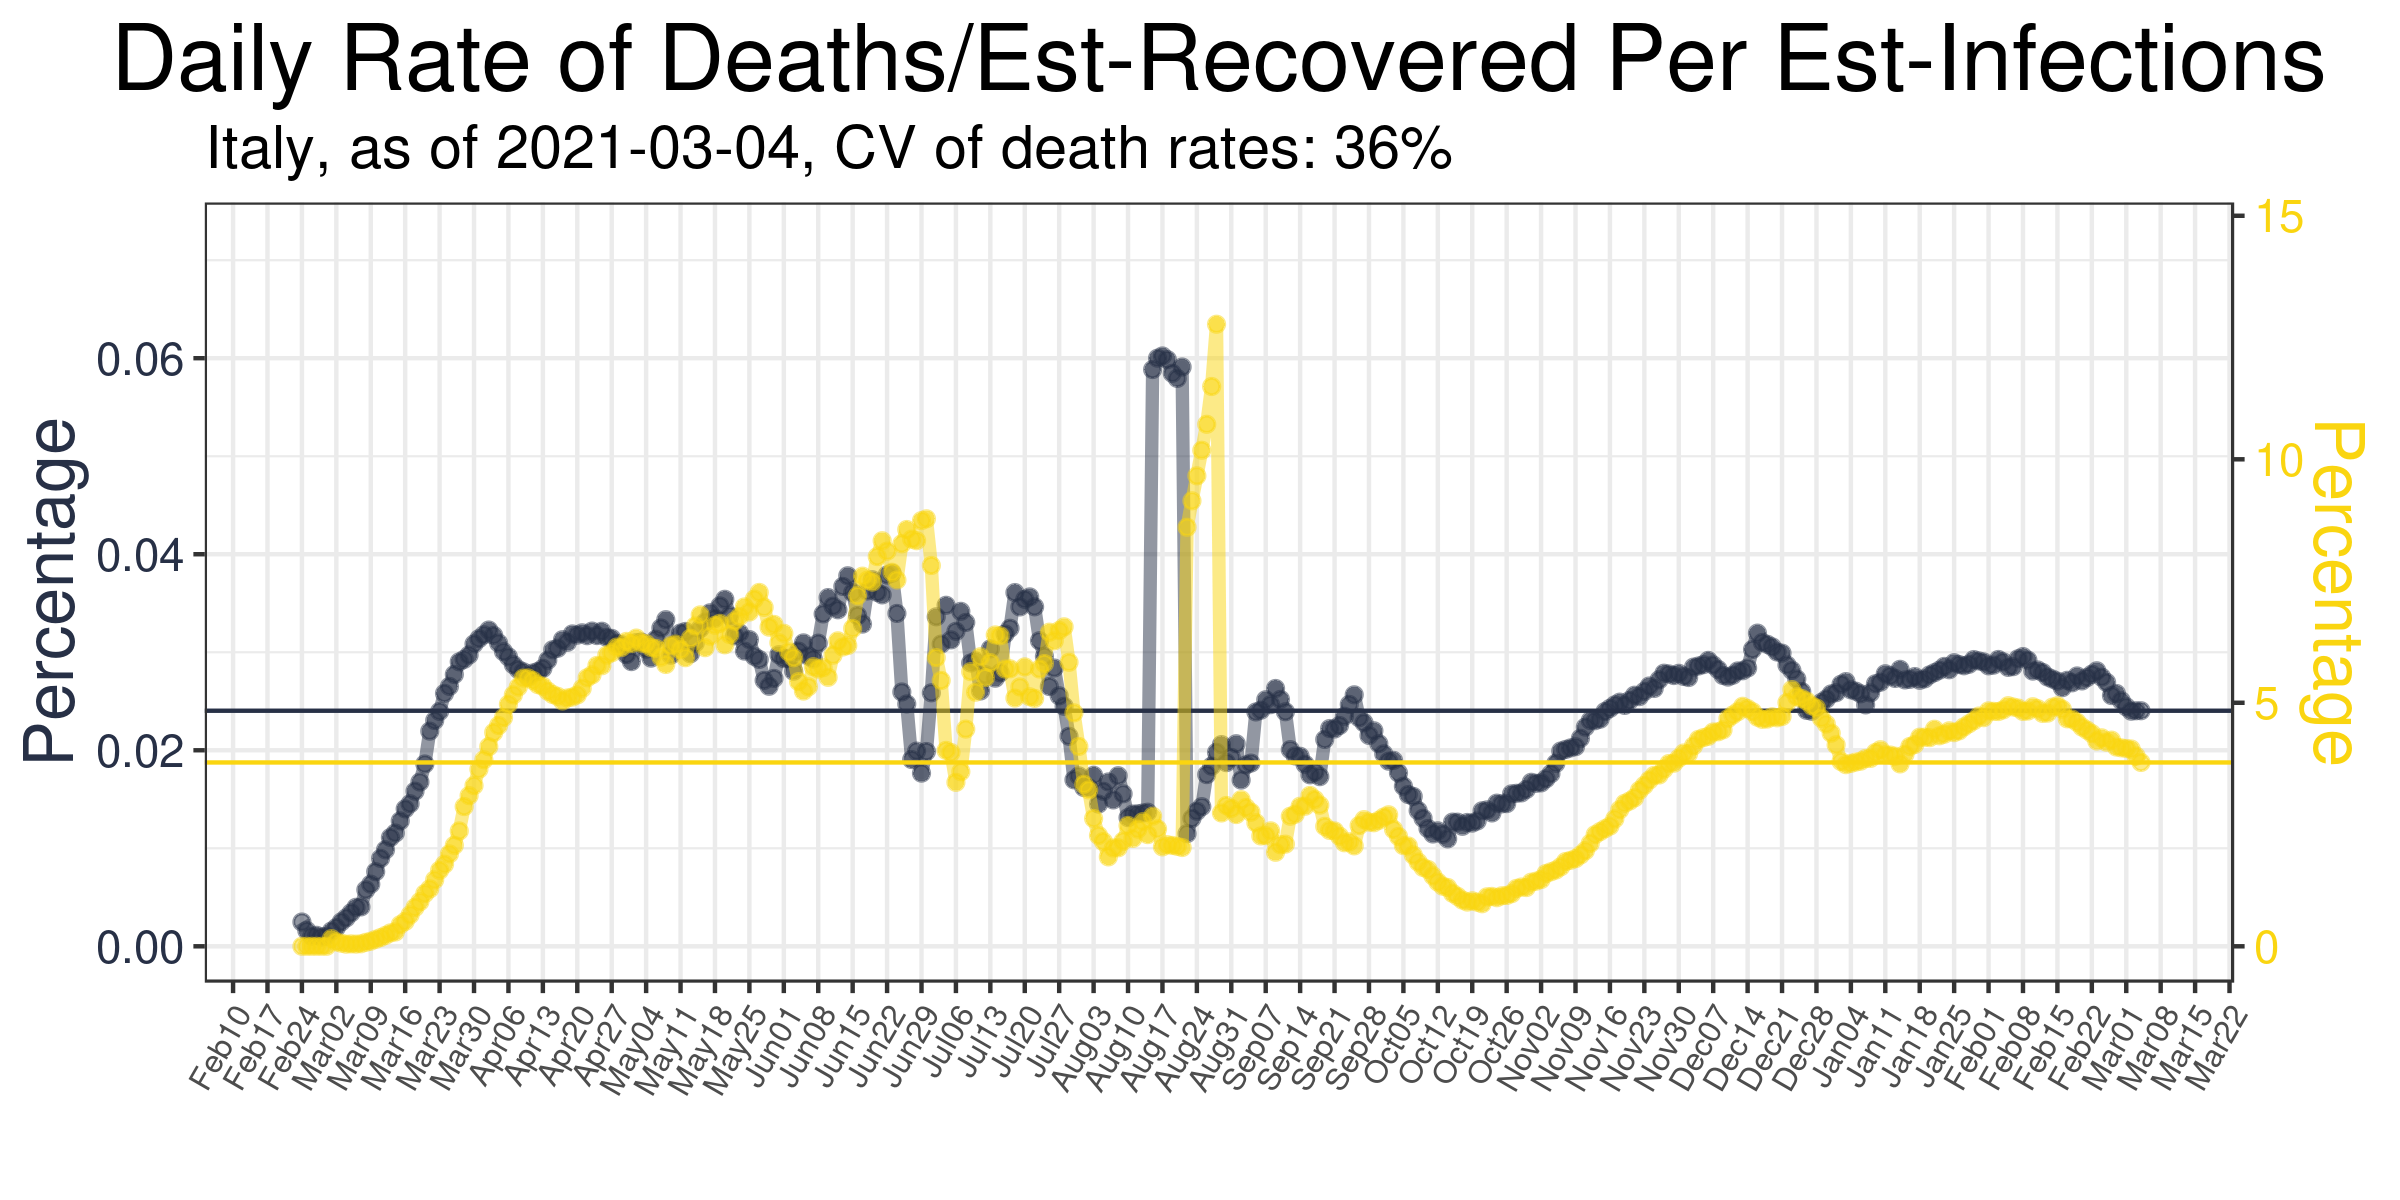 Daily Rate of Deaths/Est-Recovered Per Est-Infections
Italy, as of 2021-03-04, CV of death rates: 36%
Percentage
0.06
0.04
0.02
0.00
15
10
5
0
Percentage
Feb10 Feb17 Feb24 Mar02 Mar09 Mar16 Mar23 Mar30 Apr06 Apr13 Apr20 Apr27 May04 May11 May18 May25 Jun01 Jun08 Jun15 Jun22 Jun29 Jul06 Jul13 Jul20 Jul27 Aug03 Aug10 Aug17 Aug24 Aug31 Sep07 Sep14 Sep21 Sep28 Oct05 Oct12 Oct19 Oct26 Nov02 Nov09 Nov16 Nov23 Nov30 Dec07 Dec14 Dec21 Dec28 Jan04 Jan11 Jan18 Jan25 Feb01 Feb08 Feb15 Feb22 Mar01 Mar08 Mar15 Mar22